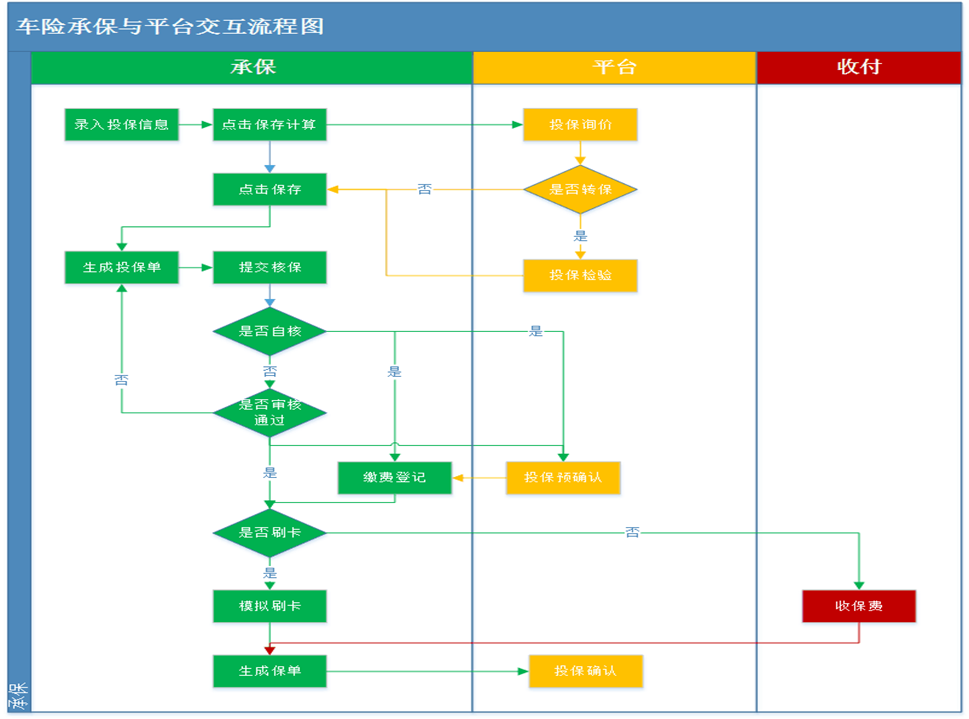 车险承保与平台交互流程图
承保
平台
收付
录入投保信息
点击保存计算
投保询价
点击保存
否
是否转保
是
生成投保单
提交核保
投保检验
是否自核
是
否
是
否
是否审核
通过
是
缴费登记
投保预确认
是否刷卡
否
是
模拟刷卡
收保费
生成保单
投保确认
承保